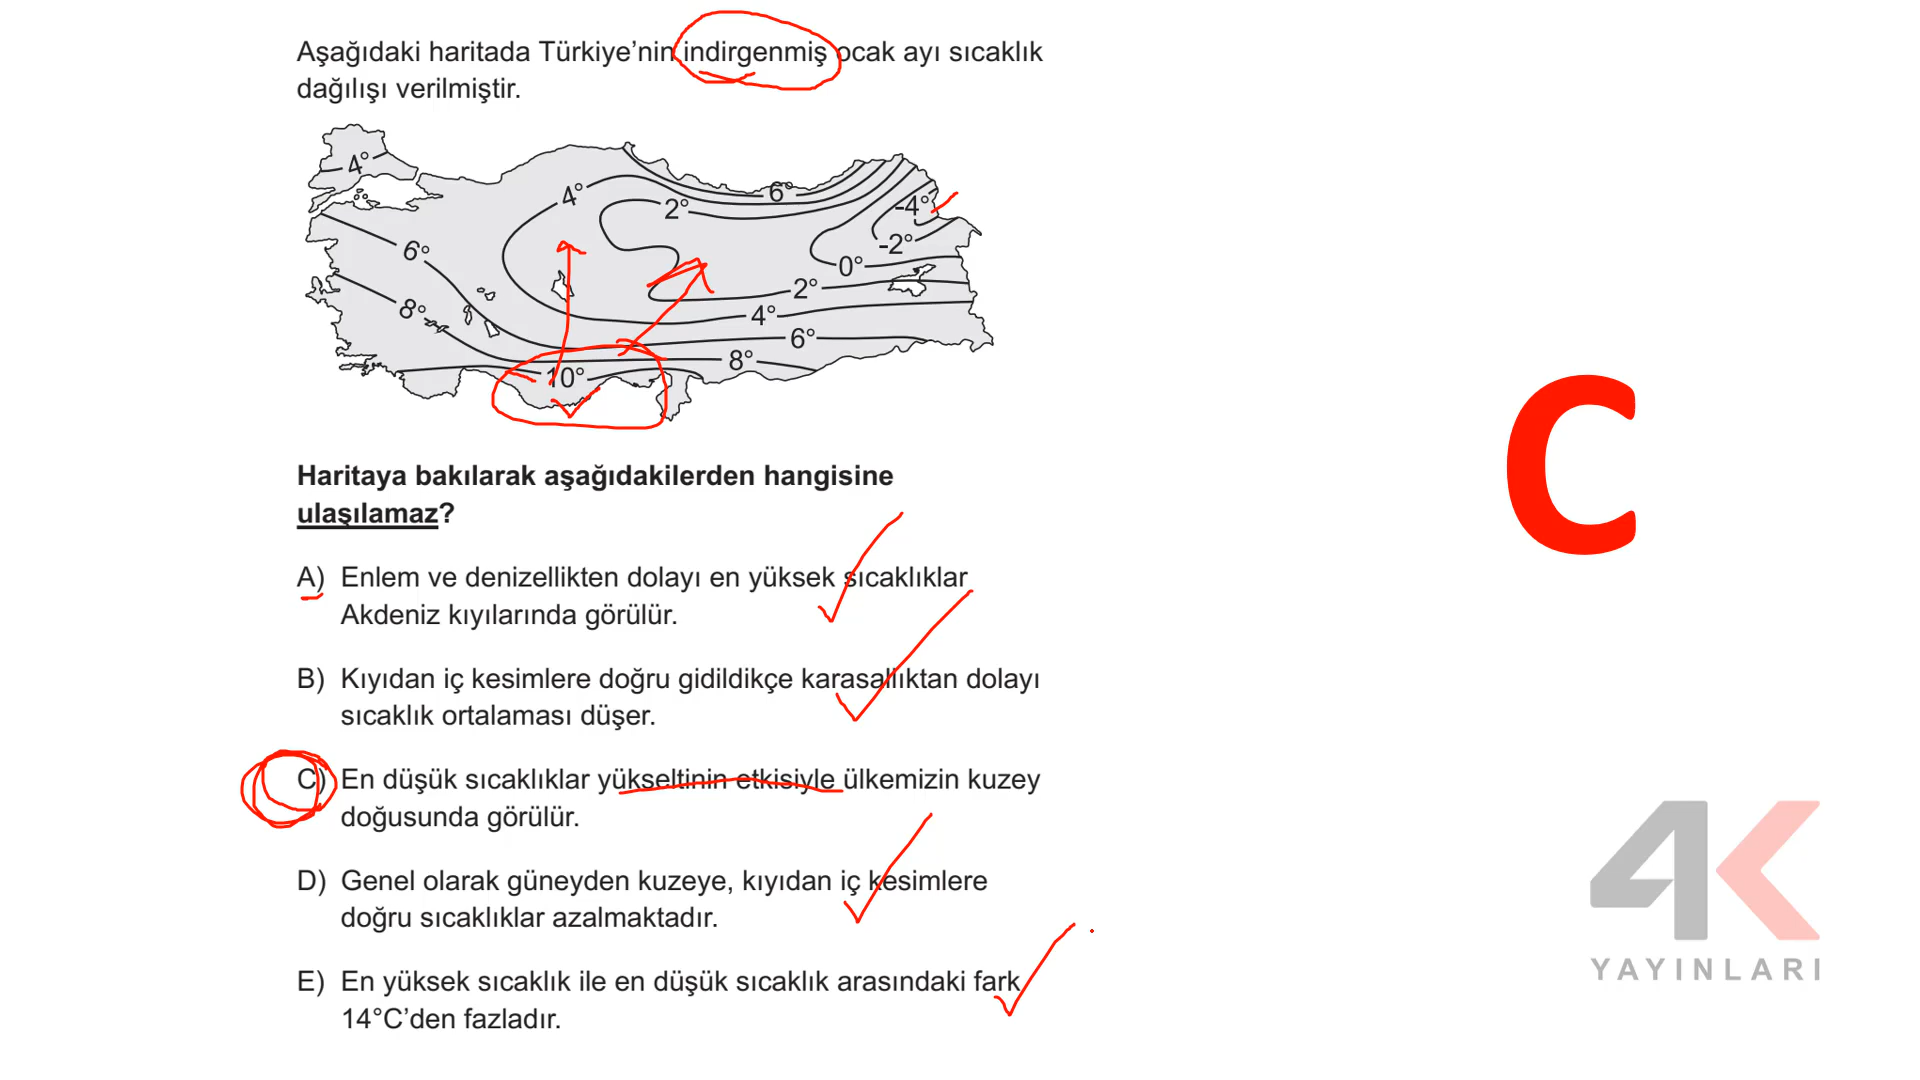 Aşağıdaki haritada Türkiye'nin indirgenmiş ocak ayı sıcaklık
dağılışı verilmiştir.
4°
4°
2°
6°
-4°
6°
-2°
0°
2°
8°
4°
6°
8°
10°
Haritaya bakılarak aşağıdakilerden hangisine
ulaşılamaz?
A) Enlem ve denizellikten dolayı en yüksek sıcaklıklar
Akdeniz kıyılarında görülür.
B) Kıyıdan iç kesimlere doğru gidildikçe karasallıktan dolayı
sıcaklık ortalaması düşer.
C) En düşük sıcaklıklar yükseltinin etkisiyle ülkemizin kuzey
doğusunda görülür.
D) Genel olarak güneyden kuzeye, kıyıdan iç kesimlere
doğru sıcaklıklar azalmaktadır.
E) En yüksek sıcaklık ile en düşük sıcaklık arasındaki fark
14°C'den fazladır.
C
4K
YAYINLARI